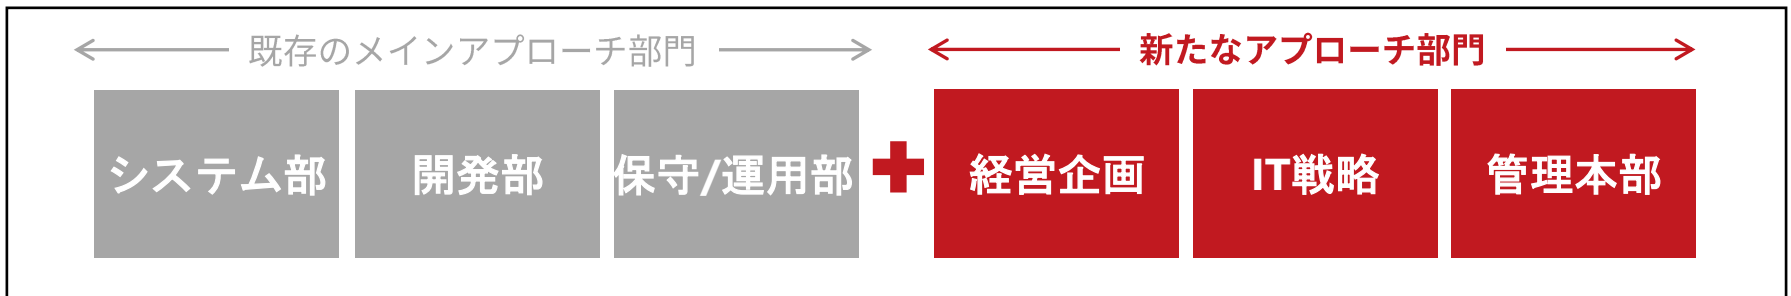 既存のメインアプローチ部門
新たなアプローチ部門
システム部
開発部
保守/運用部
経営企画
IT戦略
管理本部